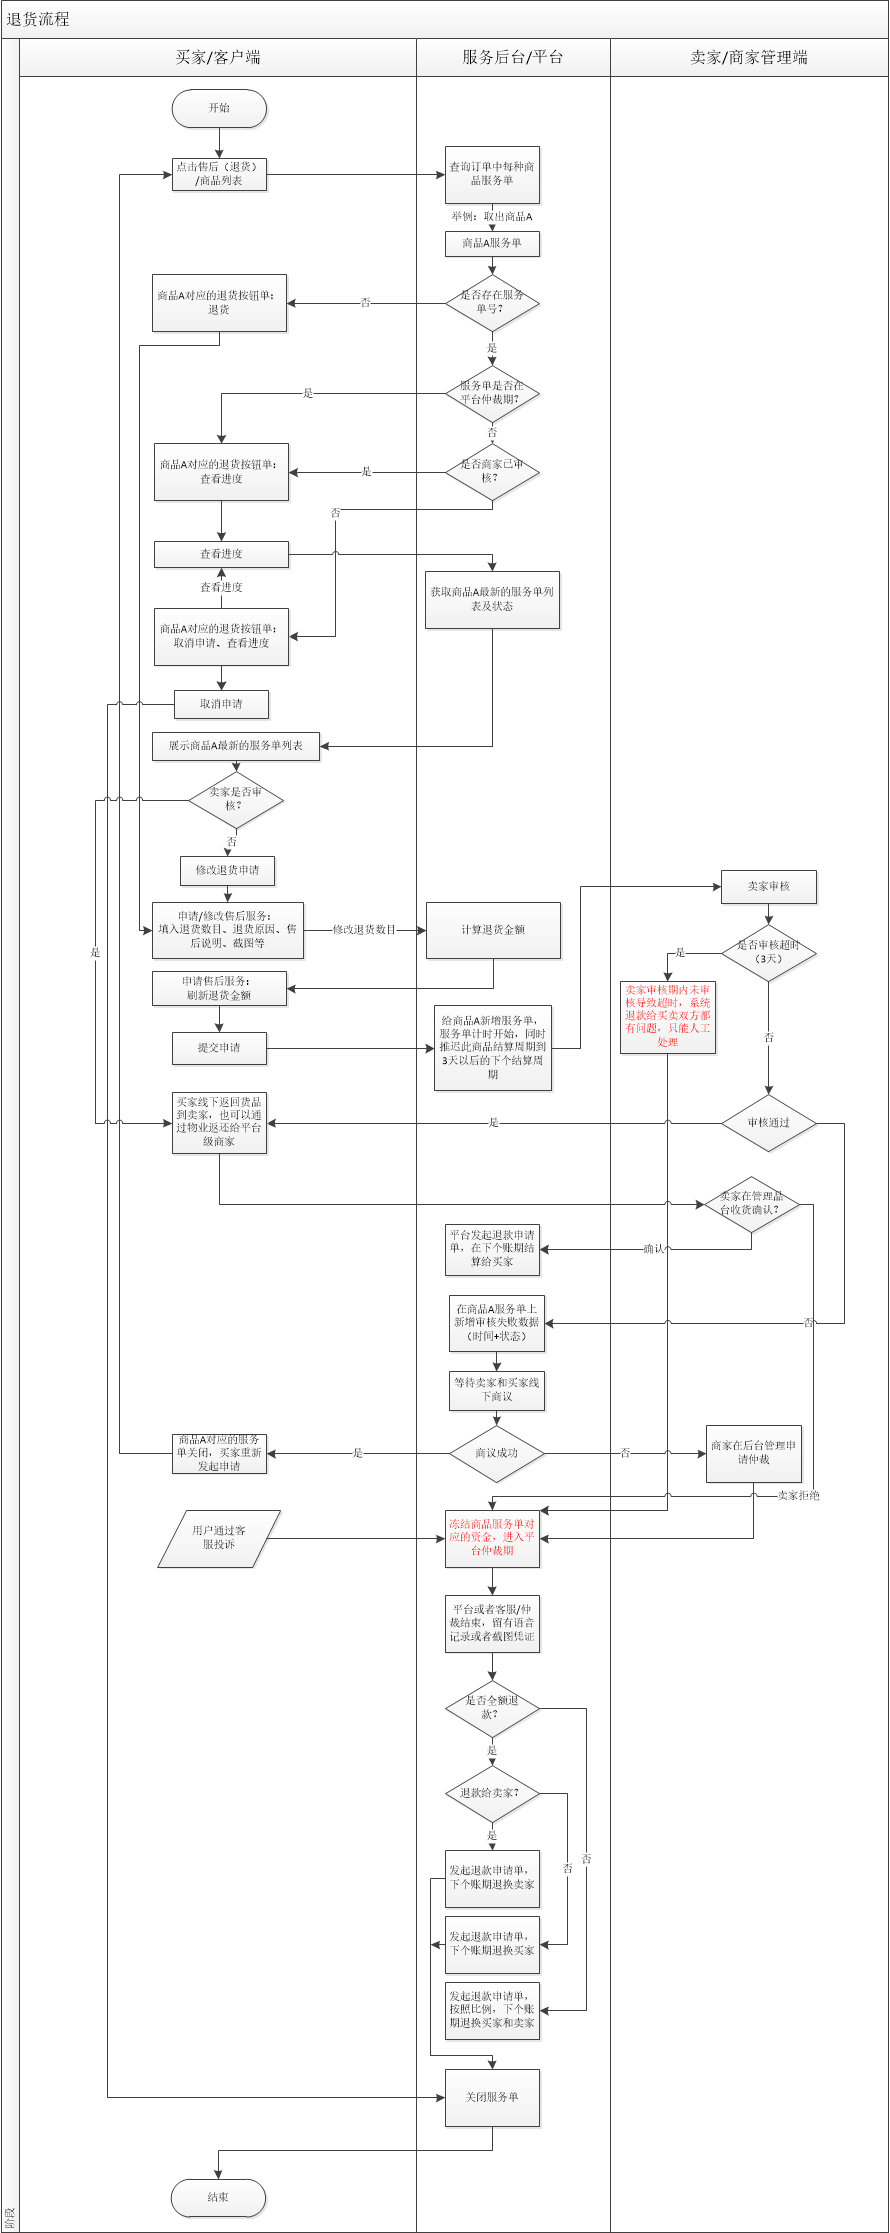 退货流程
买家/客户端
服务后台/平台
卖家/商家管理端
开始
点击售后（退货）
/商品列表
查询订单中每种商
品服务单
举例：取出商品A
商品A服务单
是否存在服务
单号？
否
商品A对应的退货按钮单：
退货
是
服务单是否在
平台仲裁期？
是
否
是否商家已审
核？
是
商品A对应的退货按钮单：
查看进度
否
查看进度
查看进度
获取商品A最新的服务单列
表及状态
商品A对应的退货按钮单：
取消申请、查看进度
取消申请
展示商品A最新的服务单列表
卖家是否审
核？
否
修改退货申请
卖家审核
申请/修改售后服务：
填入退货数目、退货原因、售
后说明、截图等
修改退货数目
计算退货金额
是否审核超时
（3天）
是
是
申请售后服务：
刷新退货金额
卖家审核期内未审
核导致超时，系统
退款给买卖双方都
有问题，只能人工
处理
给商品A新增服务单，
服务单计时开始，同时
推迟此商品结算周期到
3天以后的下个结算周
期
提交申请
否
买家线下返回货品
到卖家，也可以通
过物业返还给平台
级商家
是
审核通过
卖家在管理品
台收货确认？
平台发起退款申请
单，在下个账期结
算给买家
确认
在商品A服务单上
新增审核失败数据
（时间+状态）
否
等待卖家和买家线
下商议
商品A对应的服务
单关闭，买家重新
发起申请
是
商议成功
否
商家在后台管理申
请仲裁
卖家拒绝
用户通过客
服投诉
冻结商品服务单对
应的资金，进入平
台仲裁期
平台或者客服/仲
裁结束，留有语音
记录或者截图凭证
是否全额退
款？
是
退款给卖家？
是
否
否
发起退款申请单，
下个账期退换卖家
发起退款申请单，
下个账期退换买家
发起退款申请单，
按照比例，下个账
期退换买家和卖家
关闭服务单
结束
阶段